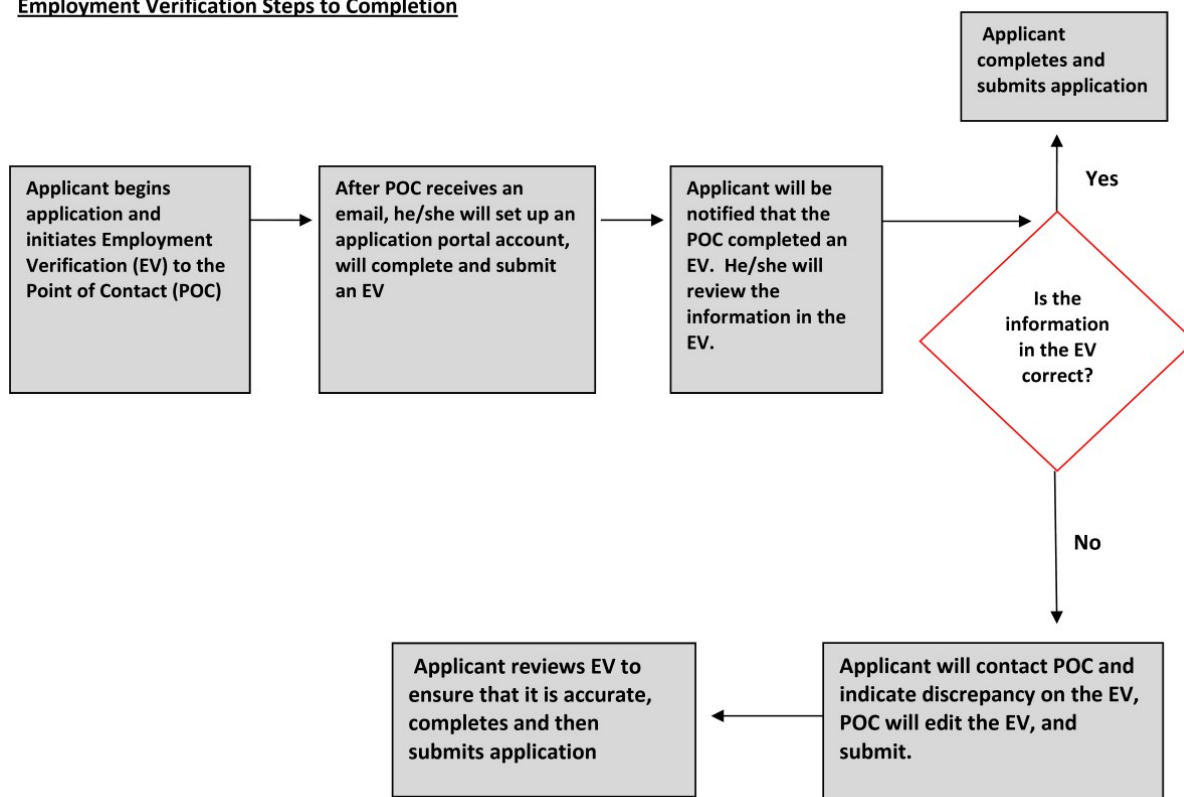 Employment Verification Steps to Completion
Applicant
completes and
submits application
Applicant begins
application and
initiates Employment
Verification (EV) to the
Point of Contact (POC)
After POC receives an
email, he/she will set up an
application portal account,
will complete and submit
an EV
Applicant will be
notified that the
POC completed an
EV. He/she will
review the
information in the
EV.
Yes
Is the
information
in the EV
correct?
No
Applicant will contact POC and
indicate discrepancy on the EV,
POC will edit the EV, and
submit.
Applicant reviews EV to
ensure that it is accurate,
completes and then
submits application